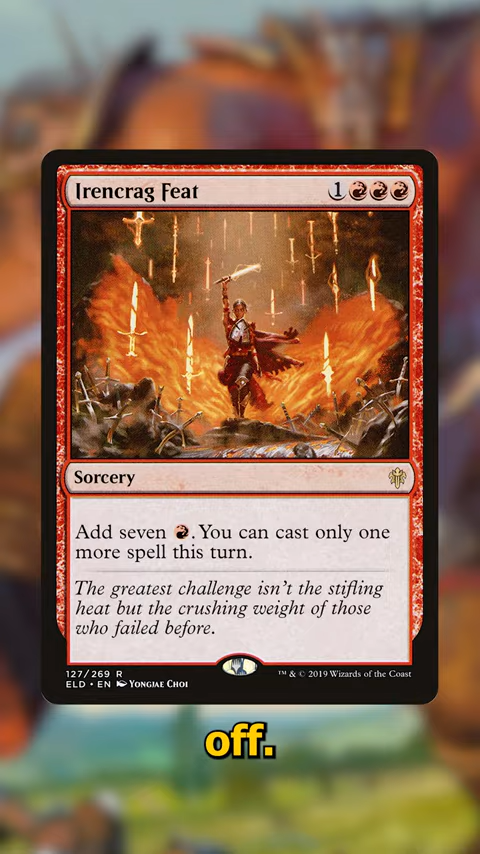 Irencrag Feat 1
Sorcery
Add seven . You can cast only one
more spell this turn.
The greatest challenge isn't the stifling
heat but the crushing weight of those
who failed before.
127/269 R
ELD • EN Yongjae Choi
™ & © 2019 Wizards of the Coast
off.